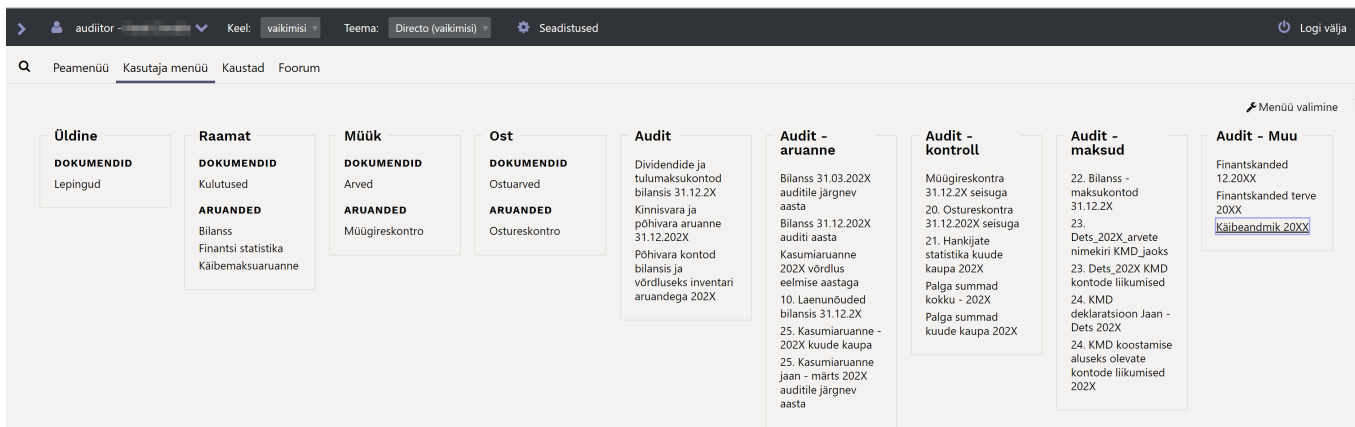 audiitor -
Keel:
vaikimisi
Teema:
Directo (vaikimisi)
Seadistused
Logi välja
Peamenüü
Kasutaja menüü
Kaustad
Foorum
Menüü valimine
Üldine
DOKUMENDID
Lepingud
Raamat
DOKUMENDID
Kulutused
ARUANDED
Bilanss
Finantsi statistika
Käibemaksuaruanne
Müük
DOKUMENDID
Arved
ARUANDED
Müügireskontro
Ost
DOKUMENDID
Ostuarved
ARUANDED
Ostureskontro
Audit
Dividendide ja
tulumaksukontod
bilansis 31.12.2X
Kinnisvara ja
põhivara aruanne
31.12.202X
Põhivara kontod
bilansis ja
võrdluseks inventari
aruandega 202X
Audit -
aruanne
Bilanss 31.03.202X
auditile järgnev
aasta
Bilanss 31.12.202X
auditi aasta
Kasumiaruanne
202X võrdlus
eelmise aastaga
10. Laenunõuded
bilansis 31.12.2X
25. Kasumiaruanne -
202X kuude kaupa
25. Kasumiaruanne
jaan - märts 202X
auditile järgnev
aasta
Audit -
kontroll
Müügireskontra
31.12.2X seisuga
20. Ostureskontra
31.12.202X seisuga
21. Hankijate
statistika kuude
kaupa 202X
Palga summad
kokku - 202X
Palga summad
kuude kaupa 202X
Audit -
maksud
22. Bilanss -
maksukontod
31.12.2X
23.
Dets_202X_arvete
nimekiri KMD_jaoks
23. Dets_202X KMD
kontode liikumised
24. KMD
deklaratsioon Jaan -
Dets 202X
24. KMD koostamise
aluseks olevate
kontode liikumised
202X
Audit - Muu
Finantskanded
12.20XX
Finantskanded terve
20XX
Käibeandmik 20XX